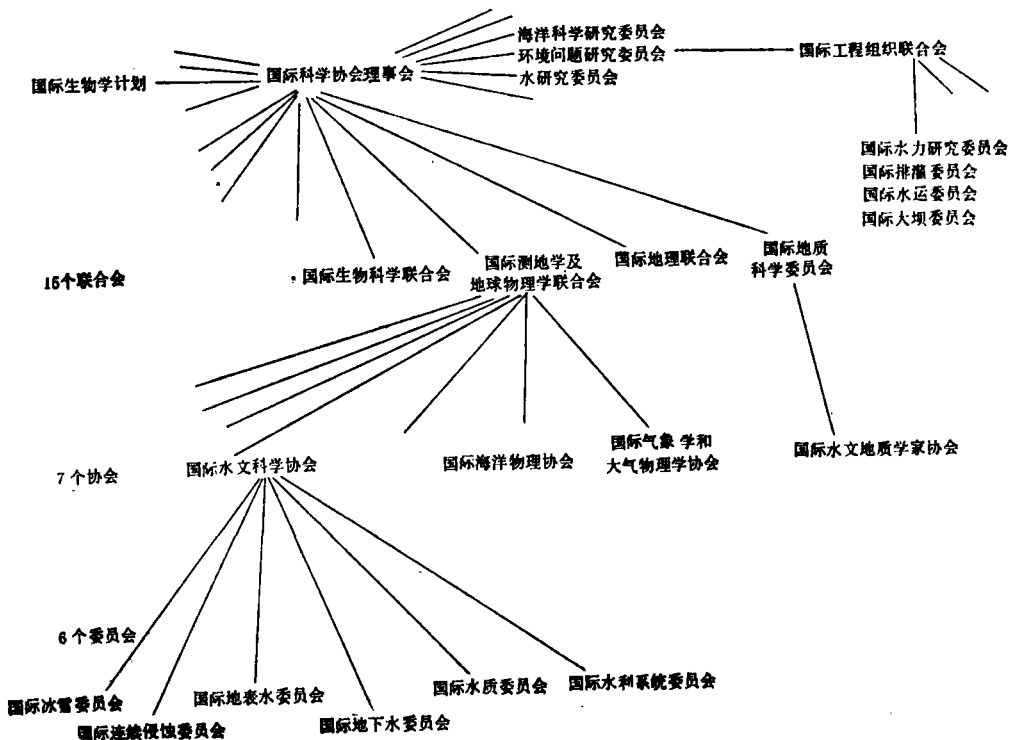 海洋科学研究委员会
环境问题研究委员会
国际工程组织联合会
国际生物学计划
国际科学协会理事会
水研究委员会
国际水力研究委员会
国际排灌委员会
国际水运委员会
国际大坝委员会
15个联合会
国际生物科学联合会
国际测地学及
地球物理学联合会
国际地理联合会
国际地质
科学委员会
7个协会
国际水文科学协会
国际海洋物理协会
国际气象学和
大气物理学协会
国际水文地质学家协会
6个委员会
国际冰雪委员会
国际连续侵蚀委员会
国际地表水委员会
国际地下水委员会
国际水质委员会
国际水利系统委员会